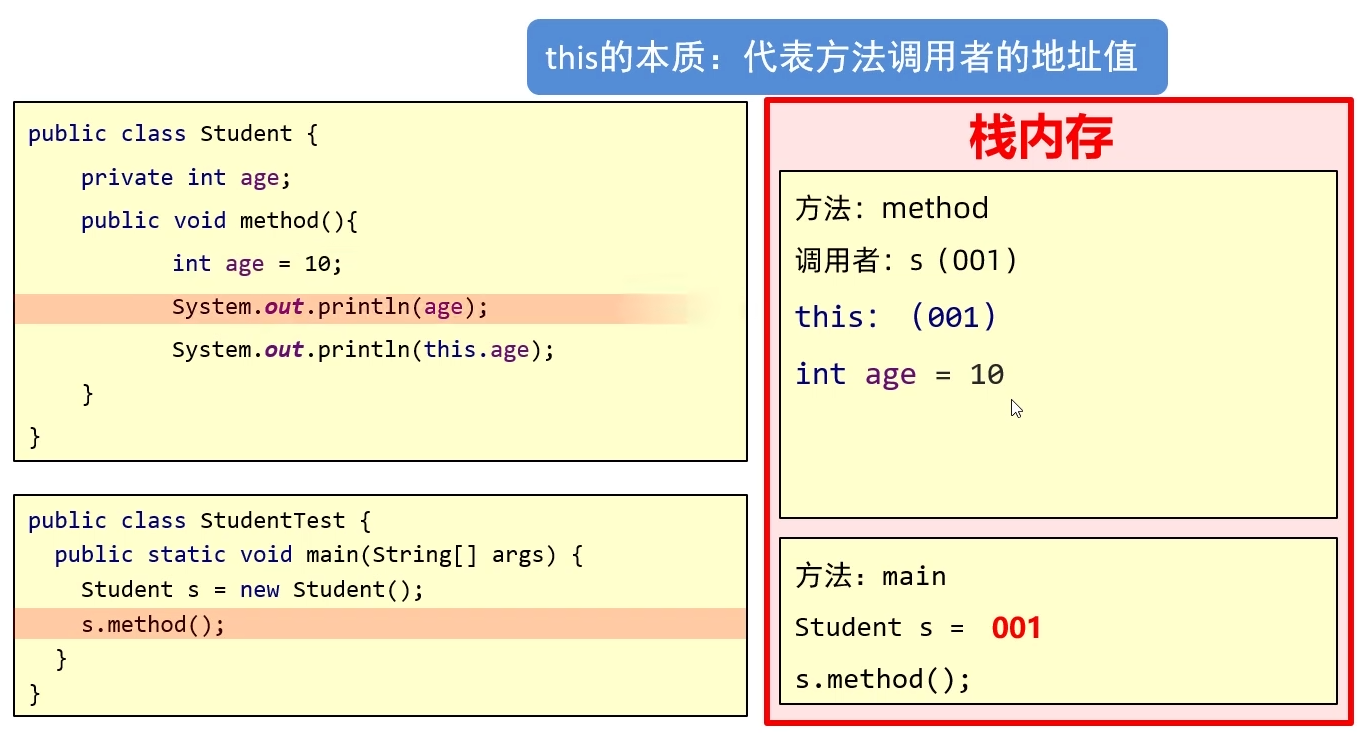 this的本质：代表方法调用者的地址值
public class Student {
private int age;
public void method(){
int age = 10;
System.out.println(age);
System.out.println(this.age);
}
}
public class StudentTest {
public static void main(String[] args) {
Student s = new Student();
s.method();
}
}
栈内存
方法：method
调用者：s（001）
this: （001）
int age = 10
方法：main
Student s = 001
s.method();